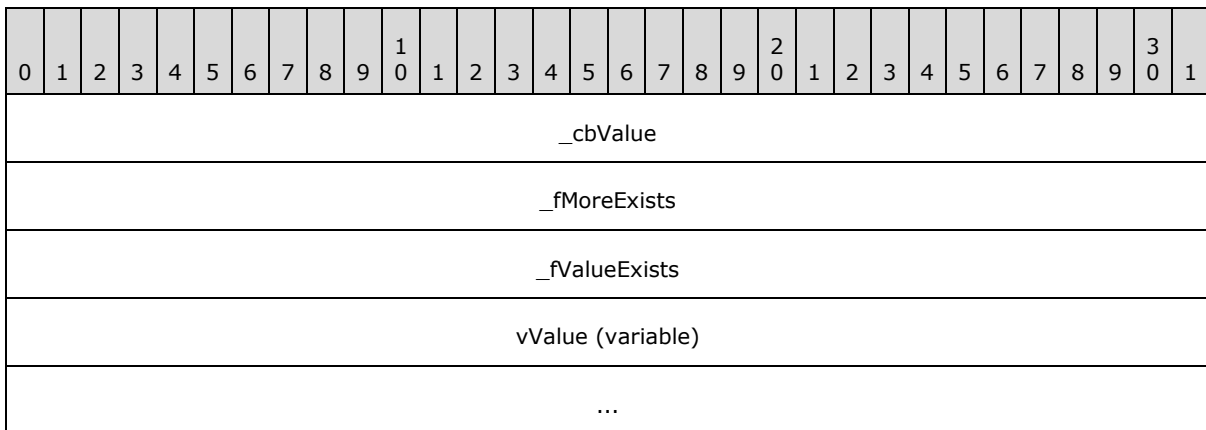 0 1 2 3 4 5 6 7 8 9 1 0 1 2 3 4 5 6 7 8 9 2 0 1 2 3 4 5 6 7 8 9 3 0 1
_cbValue
_fMoreExists
_fValueExists
vValue (variable)
...